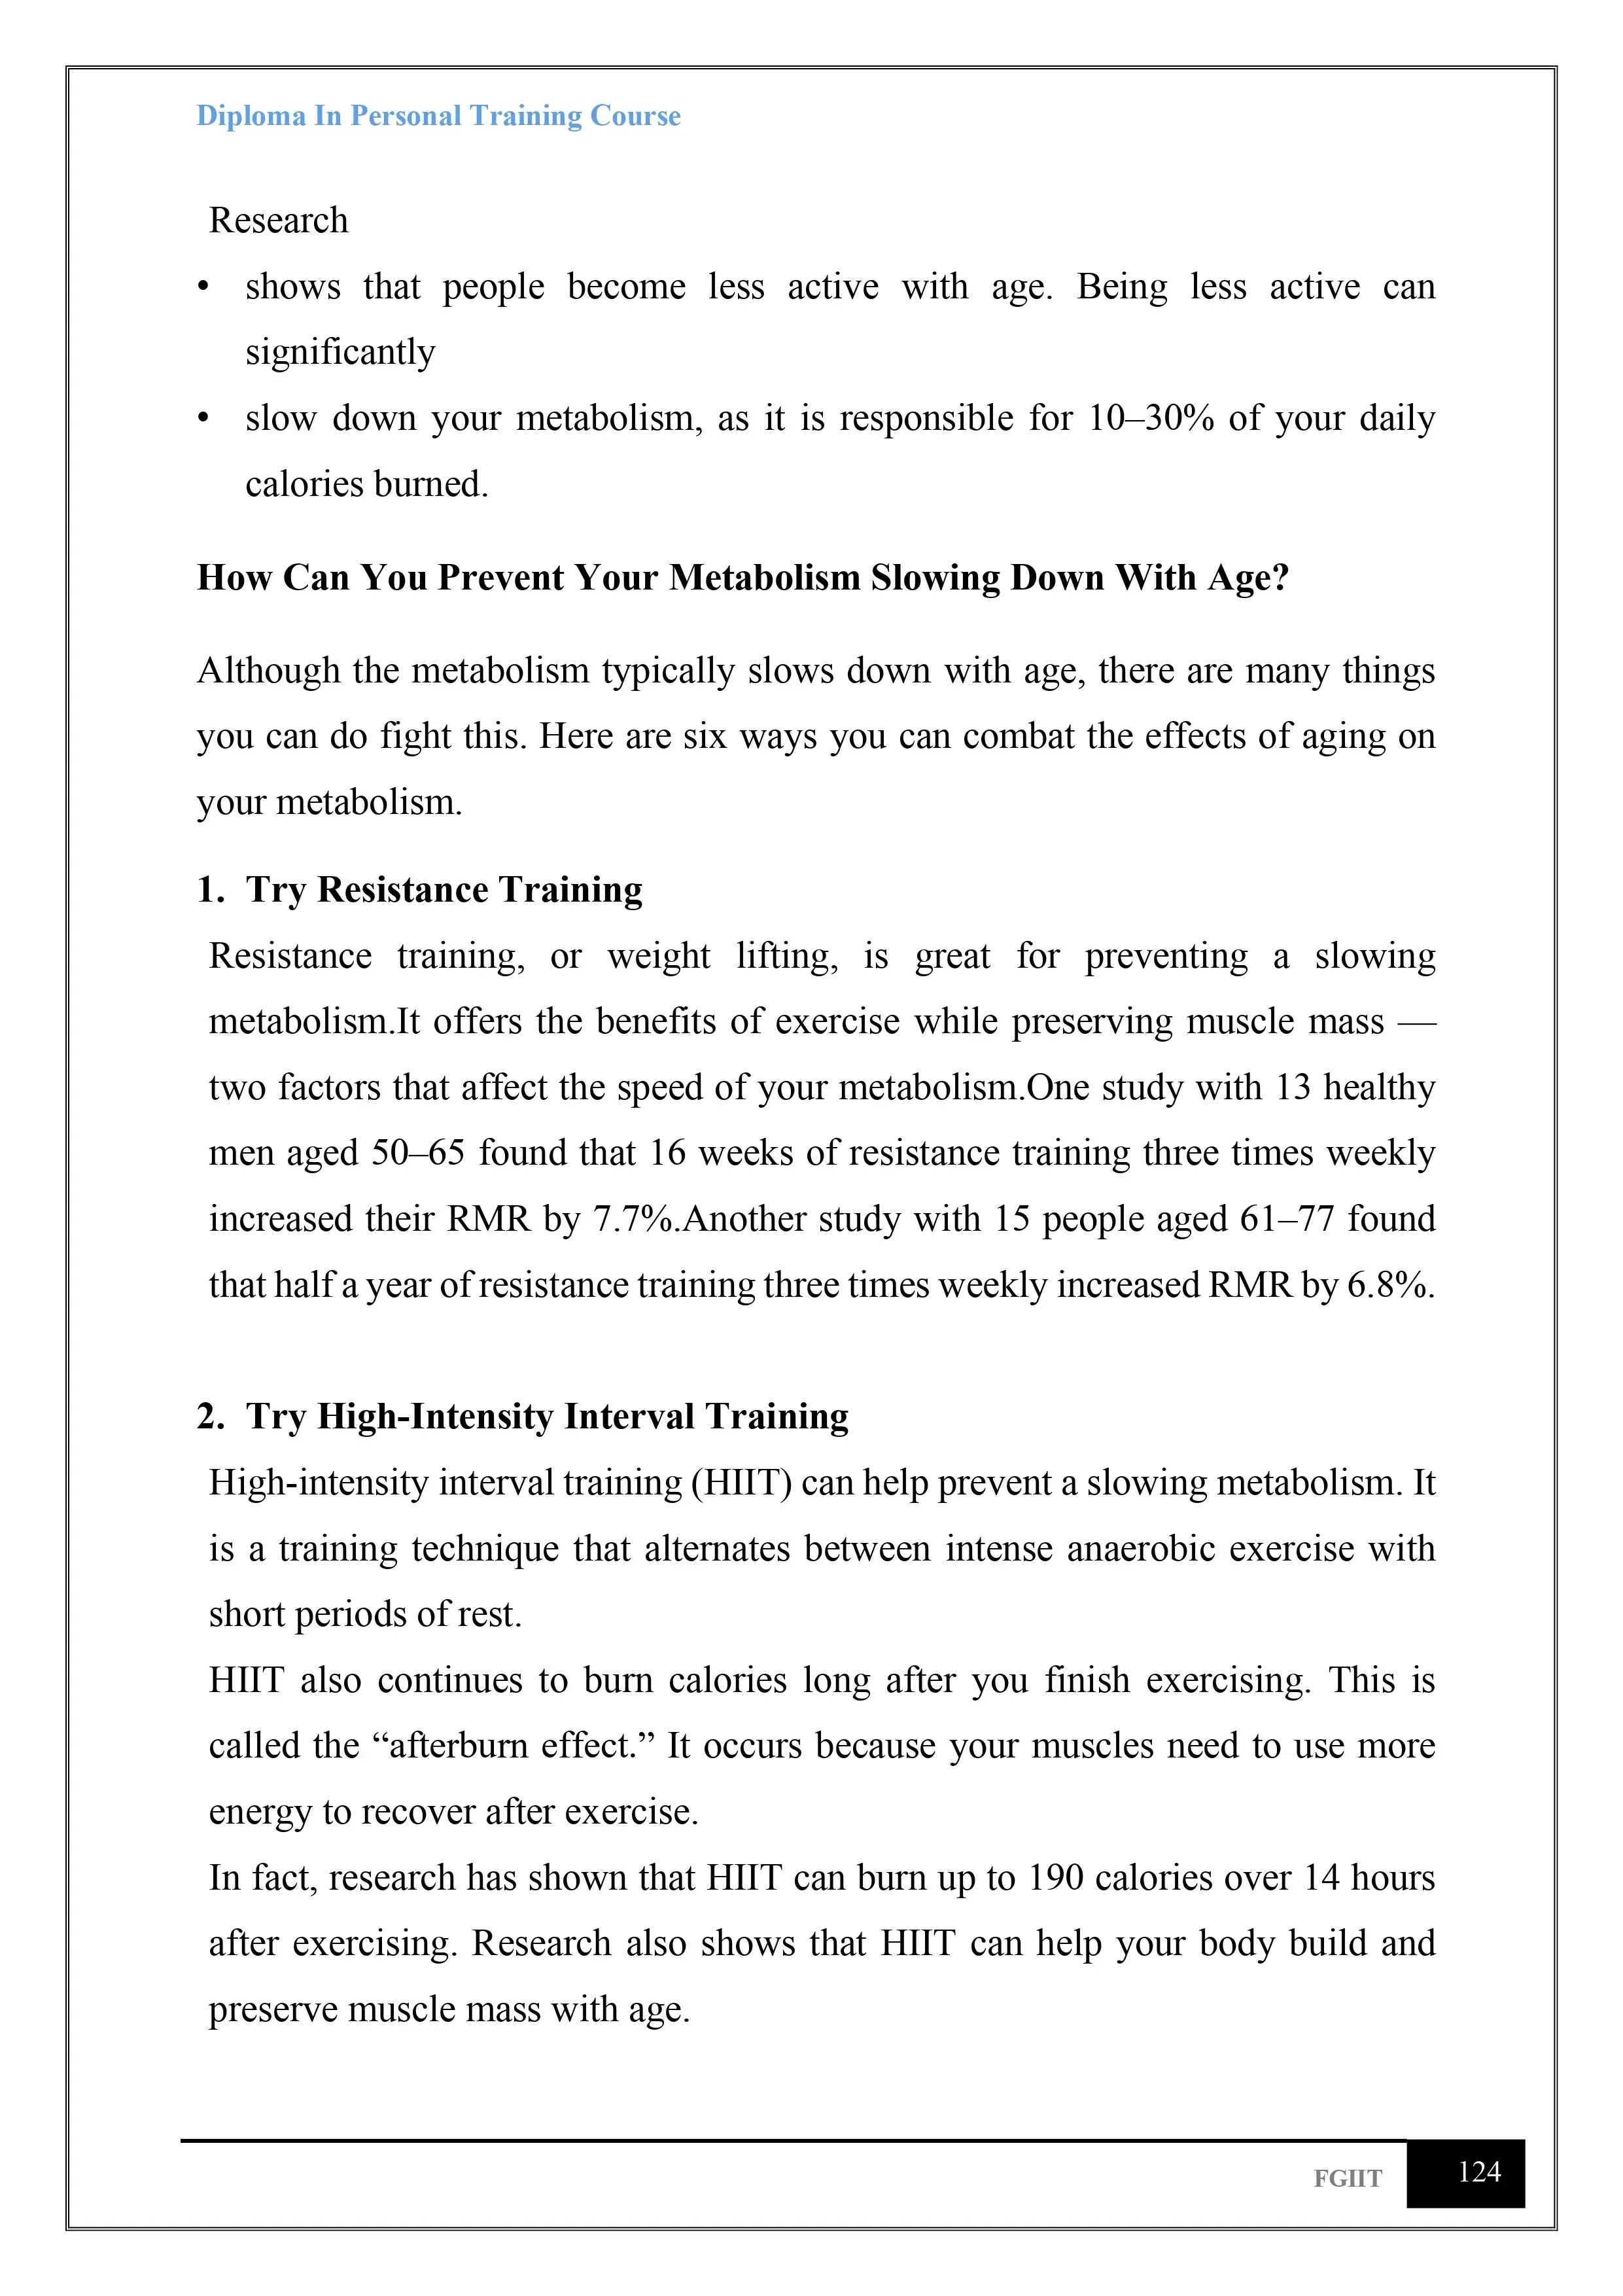 Diploma In Personal Training Course
Research
• shows that people become less active with age. Being less active can
significantly
• slow down your metabolism, as it is responsible for 10–30% of your daily
calories burned.
How Can You Prevent Your Metabolism Slowing Down With Age?
Although the metabolism typically slows down with age, there are many things
you can do fight this. Here are six ways you can combat the effects of aging on
your metabolism.
1. Try Resistance Training
Resistance training, or weight lifting, is great for preventing a slowing
metabolism.It offers the benefits of exercise while preserving muscle mass —
two factors that affect the speed of your metabolism.One study with 13 healthy
men aged 50–65 found that 16 weeks of resistance training three times weekly
increased their RMR by 7.7%.Another study with 15 people aged 61–77 found
that half a year of resistance training three times weekly increased RMR by 6.8%.
2. Try High-Intensity Interval Training
High-intensity interval training (HIIT) can help prevent a slowing metabolism. It
is a training technique that alternates between intense anaerobic exercise with
short periods of rest.
HIIT also continues to burn calories long after you finish exercising. This is
called the “afterburn effect.” It occurs because your muscles need to use more
energy to recover after exercise.
In fact, research has shown that HIIT can burn up to 190 calories over 14 hours
after exercising. Research also shows that HIIT can help your body build and
preserve muscle mass with age.
FGIIT 124